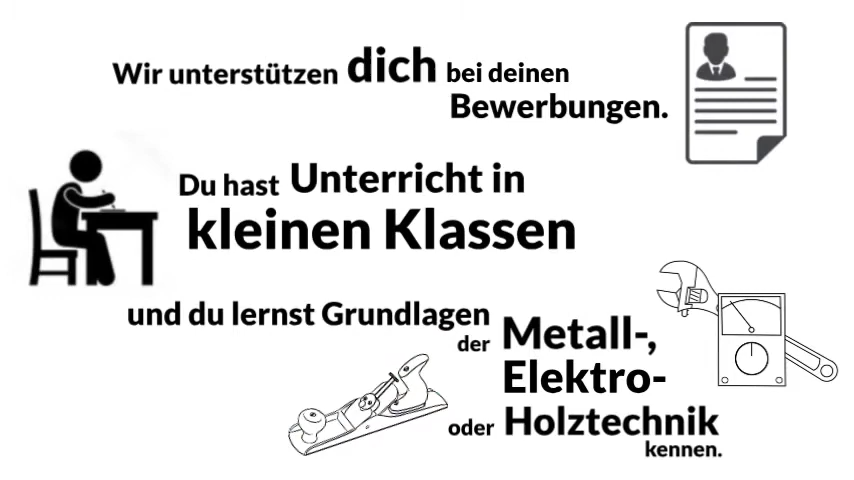 Wir unterstützen dich bei deinen
Bewerbungen.
Du hast Unterricht in
kleinen Klassen
und du lernst Grundlagen
der Metall-,
Elektro-
oder Holztechnik
kennen.